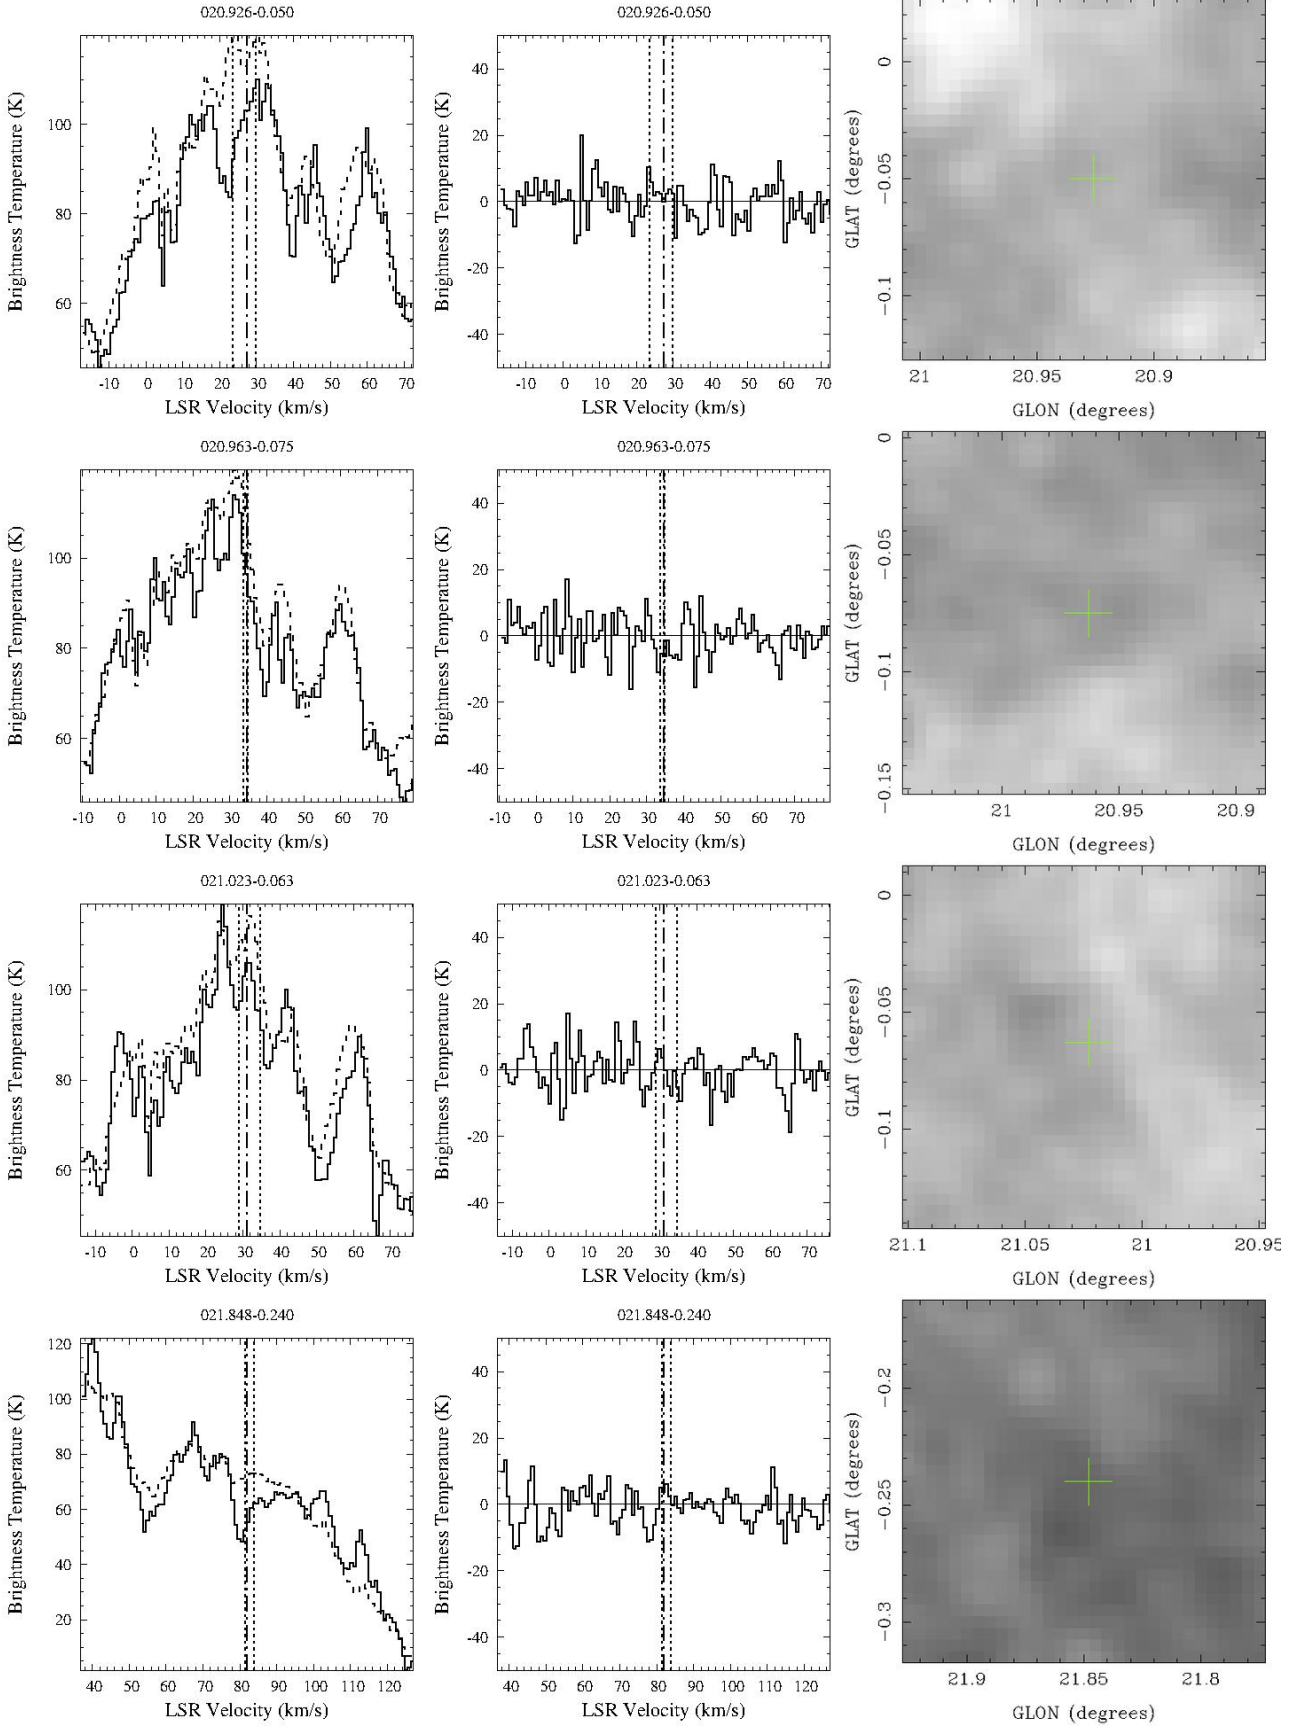 020.926-0.050
020.926-0.050
Brightness Temperature (K)
100
80
60
-10 0 10 20 30 40 50 60 70
LSR Velocity (km/s)
Brightness Temperature (K)
40
20
0
-20
-40
-10 0 10 20 30 40 50 60 70
LSR Velocity (km/s)
GLAT (degrees)
0
-0.05
-0.1
21 20.95 20.9
GLON (degrees)
020.963-0.075
020.963-0.075
Brightness Temperature (K)
100
80
60
-10 0 10 20 30 40 50 60 70
LSR Velocity (km/s)
Brightness Temperature (K)
40
20
0
-20
-40
-10 0 10 20 30 40 50 60 70
LSR Velocity (km/s)
GLAT (degrees)
0
-0.05
-0.1
-0.15
21 20.95 20.9
GLON (degrees)
021.023-0.063
021.023-0.063
Brightness Temperature (K)
100
80
60
-10 0 10 20 30 40 50 60 70
LSR Velocity (km/s)
Brightness Temperature (K)
40
20
0
-20
-40
-10 0 10 20 30 40 50 60 70
LSR Velocity (km/s)
GLAT (degrees)
0
-0.05
-0.1
21.1 21.05 21 20.95
GLON (degrees)
021.848-0.240
021.848-0.240
Brightness Temperature (K)
120
100
80
60
40
20
40 50 60 70 80 90 100 110 120
LSR Velocity (km/s)
Brightness Temperature (K)
40
20
0
-20
-40
40 50 60 70 80 90 100 110 120
LSR Velocity (km/s)
GLAT (degrees)
-0.2
-0.25
-0.3
21.9 21.85 21.8
GLON (degrees)